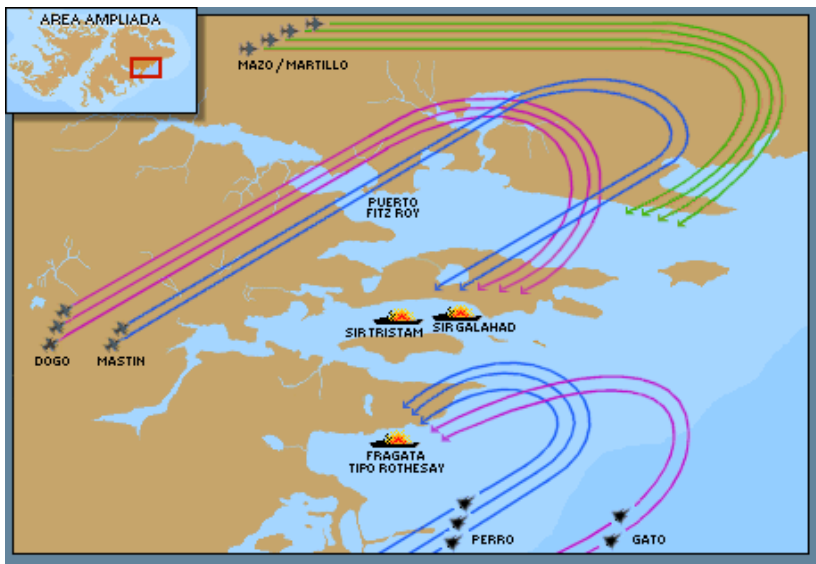 AREA AMPLIADA
MAZO / MARTILLO
PUERTO
FITZ ROY
SIR TRISTAM
SIR GALAHAD
DOGO
MASTIN
FRAGATA
TIPO ROTHESAY
PERRO
GATO